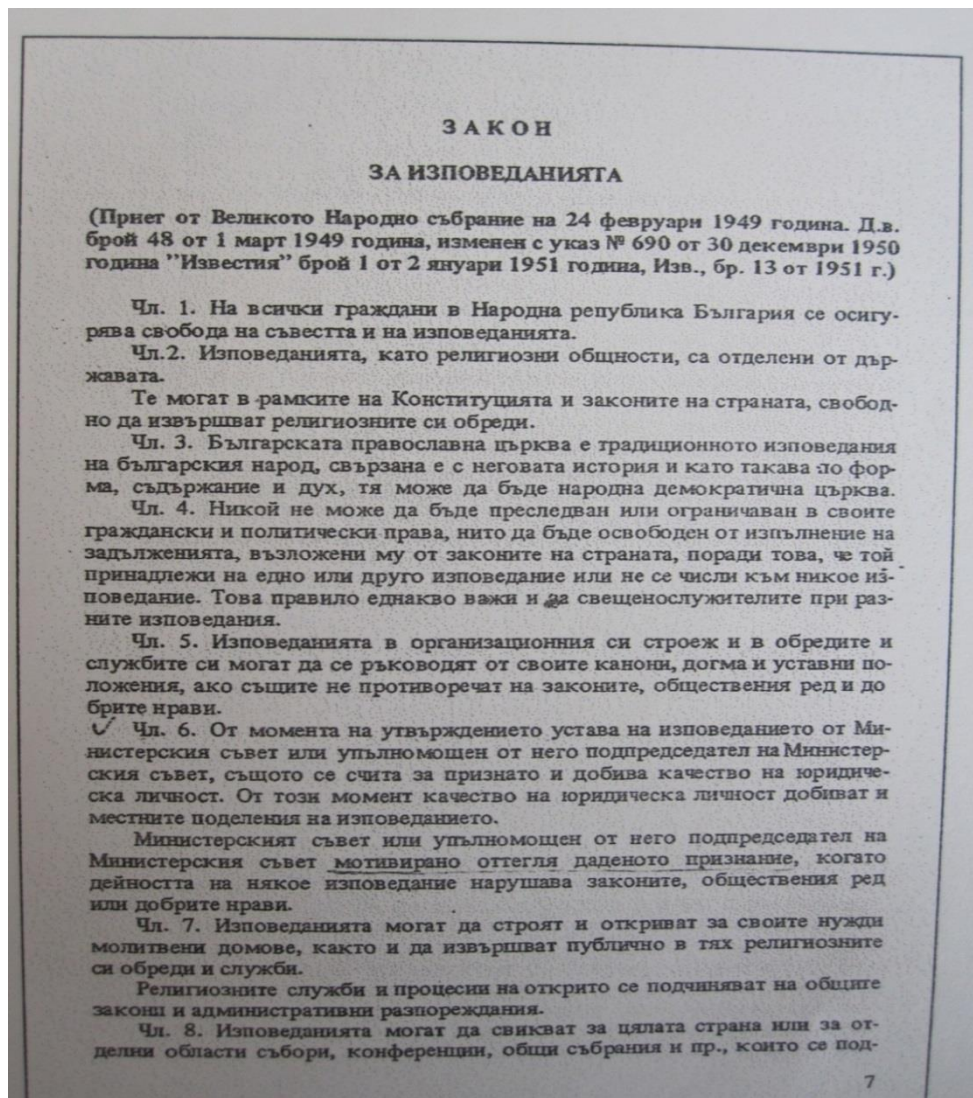 ЗАКОН
ЗА ИЗПОВЕДАНИЯТА
(Приет от Великото Народно събрание на 24 февруари 1949 година. Д.в.
брой 48 от 1 март 1949 година, изменен с указ № 690 от 30 декември 1950
година "Известия" брой 1 от 2 януари 1951 година, Изв., бр. 13 от 1951 г.)
Чл. 1. На всички граждани в Народна република България се осигу-
рява свобода на съвестта и на изповеданията.
Чл.2. Изповеданията, като религиозни общности, са отделени от дър-
жавата.
Те могат в рамките на Конституцията и законите на страната, свобод-
но да извършват религиозните си обреди.
Чл. 3. Българската православна църква е традиционното изповедания
на българския народ, свързана е с неговата история и като такава по фор-
ма, съдържание и дух, тя може да бъде народна демократична църква.
Чл. 4. Никой не може да бъде преследван или ограничаван в своите
граждански и политически права, нито да бъде освободен от изпълнение на
задълженията, възложени му от законите на страната, поради това, че той
принадлежи на едно или друго изповедание или не се числи към никое из-
поведание. Това правило еднакво важи и за свещенослужителите при раз-
ните изповедания.
Чл. 5. Изповеданията в организационния си строеж и в обредите и
службите си могат да се ръководят от своите канони, догма и уставни по-
ложения, ако същите не противоречат на законите, обществения ред и до
брите нрави.
Чл. 6. От момента на утвърждението устава на изповеданието от Ми-
нистерския съвет или упълномощен от него подпредседател на Министер-
ския съвет, същото се счита за признато и добива качество на юридиче-
ска личност. От този момент качество на юридическа личност добиват и
местните поделения на изповеданието.
Министерският съвет или упълномощен от него подпредседател на
Министерския съвет мотивирано оттегля даденото признание, когато
дейността на някое изповедание нарушава законите, обществения ред
или добрите нрави.
Чл. 7. Изповеданията могат да строят и откриват за своите нужди
молитвени домове, както и да извършват публично в тях религиозните
си обреди и служби.
Религиозните служби и процесии на открито се подчиняват на общите
закони и административни разпореждания.
Чл. 8. Изповеданията могат да свикват за цялата страна или за от-
делни области събори, конференции, общи събрания и пр., които се под-
7